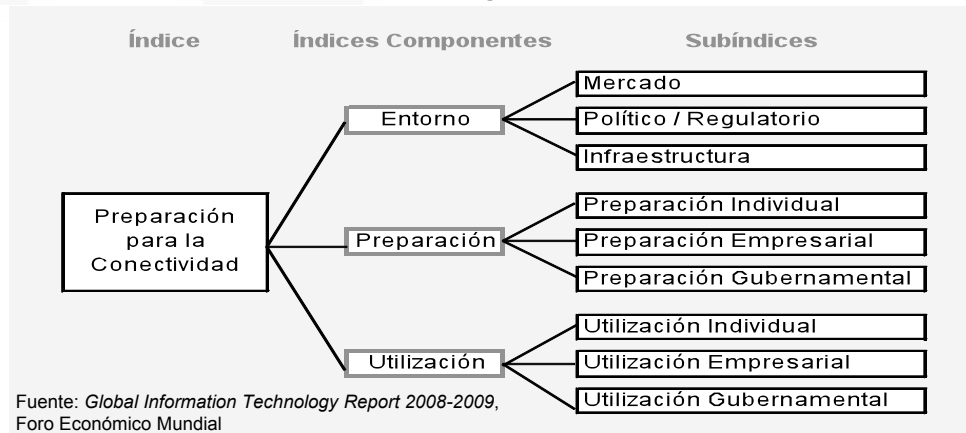 Índice Índices Componentes Subíndices
Mercado
Entorno
Político / Regulatorio
Infraestructura
Preparación
para la
Conectividad
Preparación Individual
Preparación
Preparación Empresarial
Preparación Gubernamental
Utilización Individual
Utilización
Utilización Empresarial
Utilización Gubernamental
Fuente: Global Information Technology Report 2008-2009,
Foro Económico Mundial